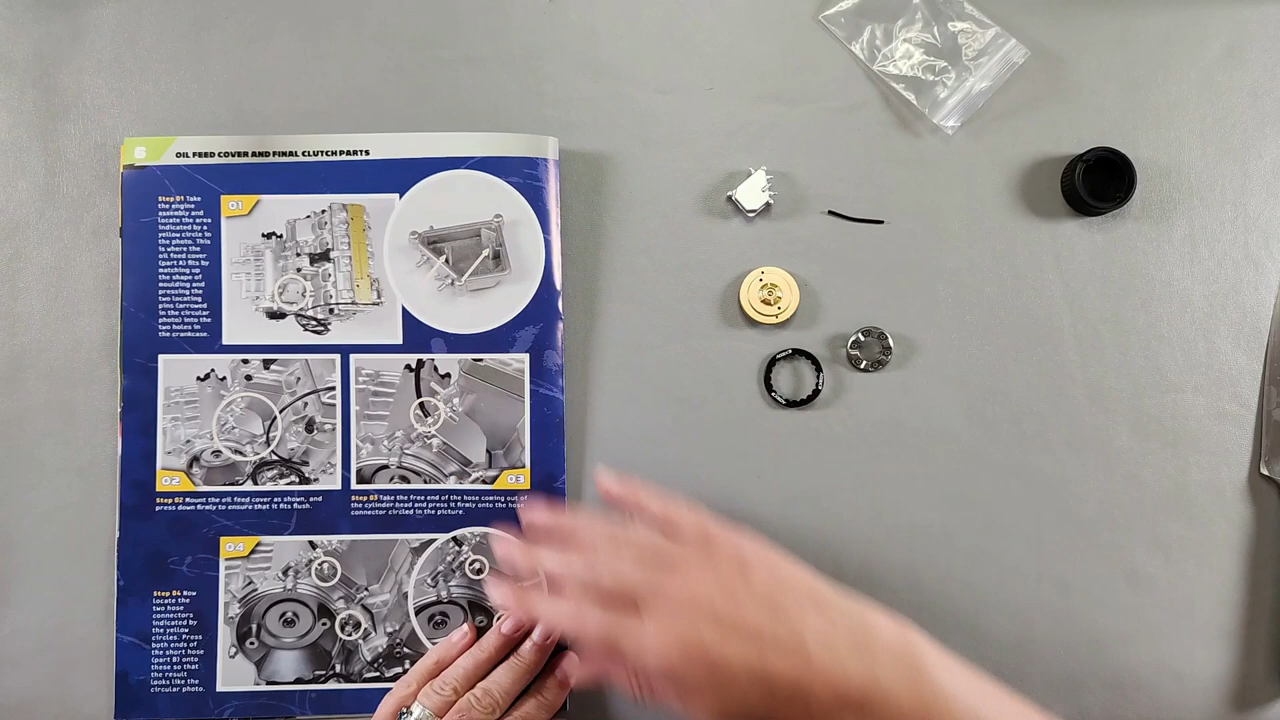 6
OIL FEED COVER AND FINAL CLUTCH PARTS
Step 01 Take
the engine
assembly and
locate the area
indicated by a
yellow circle in
the photo. This
is where the
oil feed cover
(part A) fits by
matching up
the shape of
moulding and
pressing the
two locating
pins (arrowed
in the circular
photo) into the
two holes in
the crankcase.
01
02
Step 02 Mount the oil feed cover as shown, and
press down firmly to ensure that it fits flush.
03
Step 03 Take the free end of the hose coming out of
the cylinder head and press it firmly onto the hose
connector circled in the picture.
04
Step 04 Now
locate the
two hose
connectors
indicated by
the yellow
circles. Press
both ends of
the short hose
(part B) onto
these so that
the result
looks like the
circular photo.